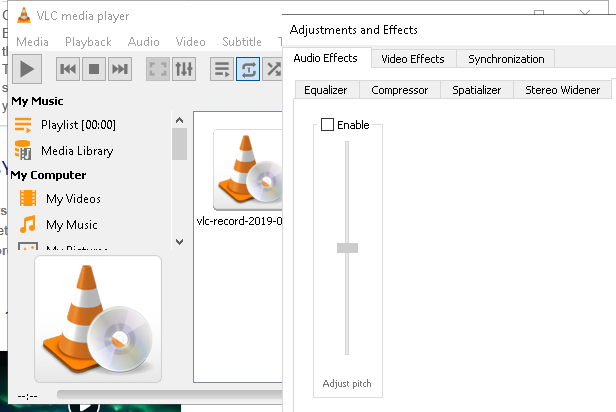 VLC media player
Media Playback Audio Video Subtitle
My Music
Playlist [00:00]
Media Library
My Computer
My Videos
My Music
My Pictures
vlc-record-2019-0
--:--
Adjustments and Effects
Audio Effects Video Effects Synchronization
Equalizer Compressor Spatializer Stereo Widener
Enable
Adjust pitch